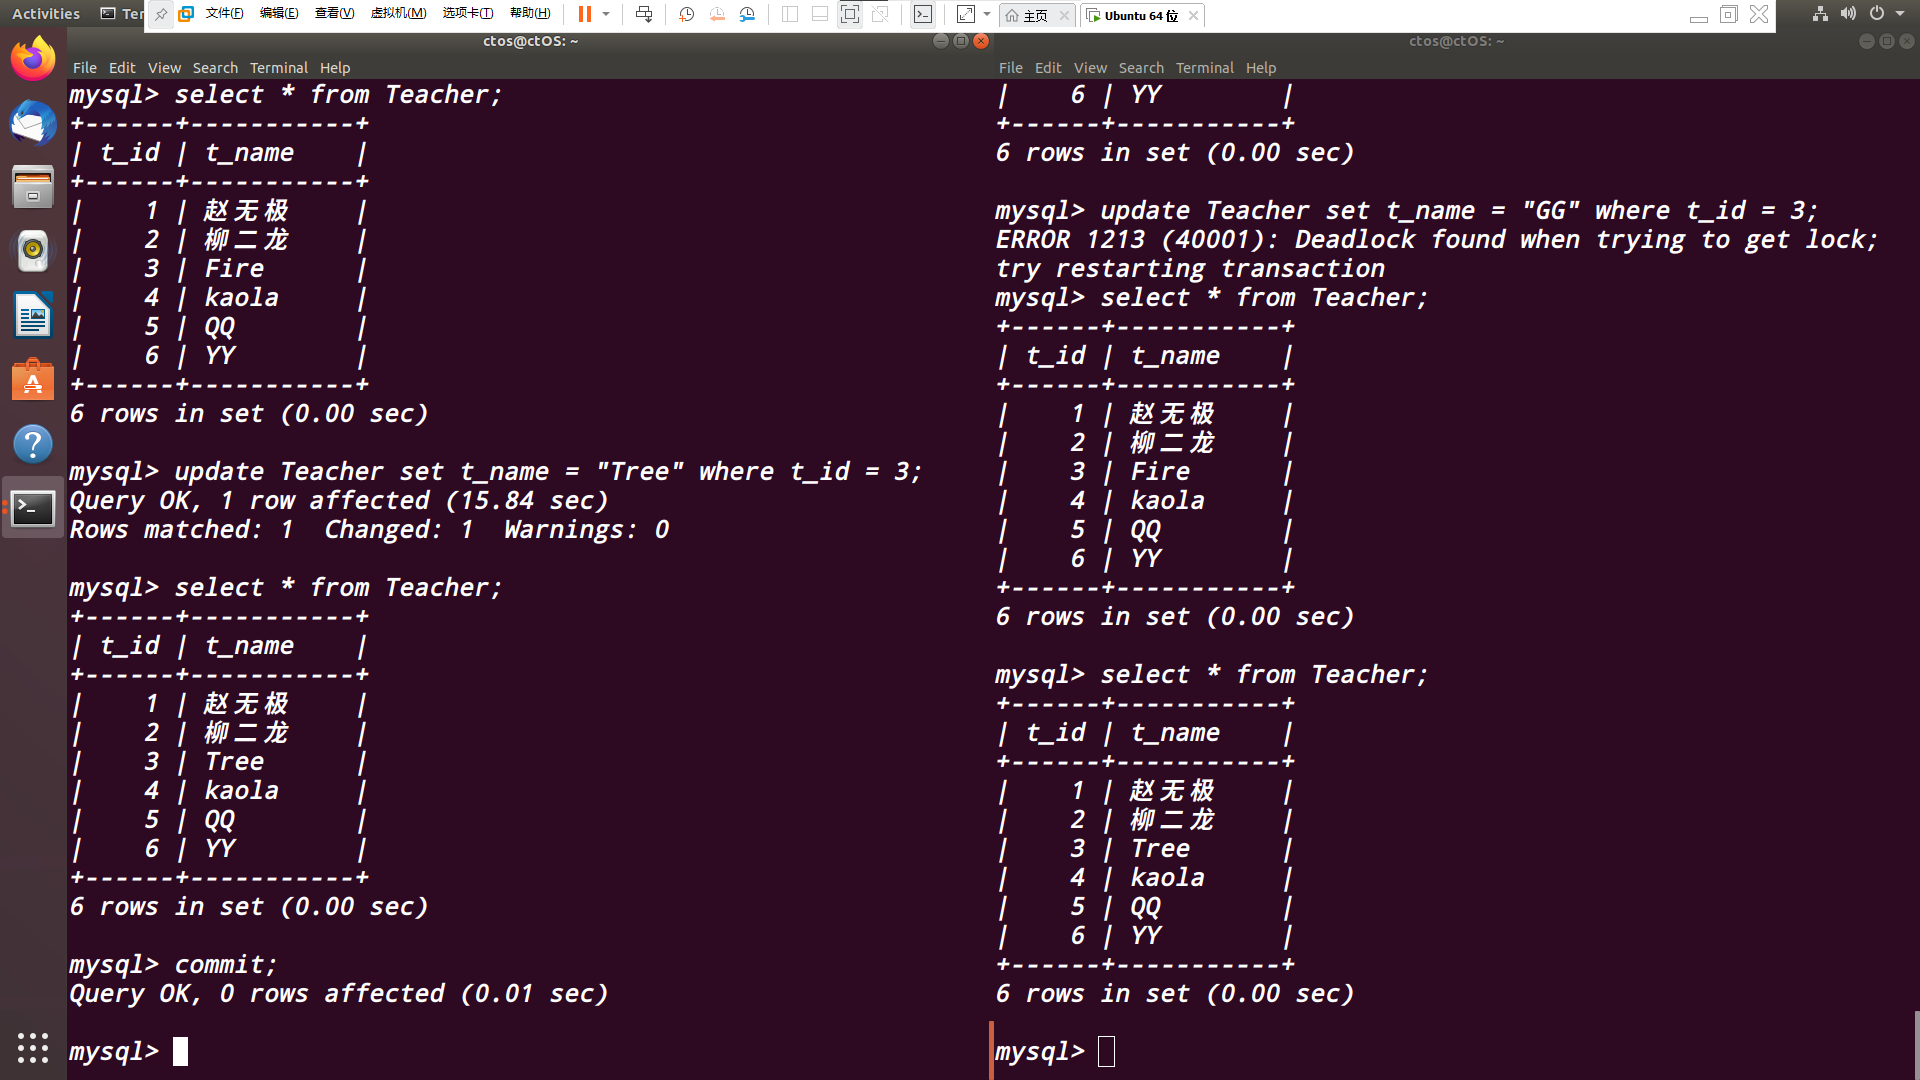 Activities
Ter
文件(F) 编辑(E) 查看(V) 虚拟机(M) 选项卡(T) 帮助(H)
主页
Ubuntu 64 位
ctos@ctOS: ~
File Edit View Search Terminal Help
mysql> select * from Teacher;
+------+-----------+
| t_id | t_name    |
+------+-----------+
|    1 | 赵无极    |
|    2 | 柳二龙    |
|    3 | Fire      |
|    4 | kaola     |
|    5 | QQ        |
|    6 | YY        |
+------+-----------+
6 rows in set (0.00 sec)
mysql> update Teacher set t_name = "Tree" where t_id = 3;
Query OK, 1 row affected (15.84 sec)
Rows matched: 1  Changed: 1  Warnings: 0
mysql> select * from Teacher;
+------+-----------+
| t_id | t_name    |
+------+-----------+
|    1 | 赵无极    |
|    2 | 柳二龙    |
|    3 | Tree      |
|    4 | kaola     |
|    5 | QQ        |
|    6 | YY        |
+------+-----------+
6 rows in set (0.00 sec)
mysql> commit;
Query OK, 0 rows affected (0.01 sec)
mysql>
ctos@ctOS: ~
File Edit View Search Terminal Help
|    6 | YY        |
+------+-----------+
6 rows in set (0.00 sec)
mysql> update Teacher set t_name = "GG" where t_id = 3;
ERROR 1213 (40001): Deadlock found when trying to get lock;
try restarting transaction
mysql> select * from Teacher;
+------+-----------+
| t_id | t_name    |
+------+-----------+
|    1 | 赵无极    |
|    2 | 柳二龙    |
|    3 | Fire      |
|    4 | kaola     |
|    5 | QQ        |
|    6 | YY        |
+------+-----------+
6 rows in set (0.00 sec)
mysql> select * from Teacher;
+------+-----------+
| t_id | t_name    |
+------+-----------+
|    1 | 赵无极    |
|    2 | 柳二龙    |
|    3 | Tree      |
|    4 | kaola     |
|    5 | QQ        |
|    6 | YY        |
+------+-----------+
6 rows in set (0.00 sec)
mysql>